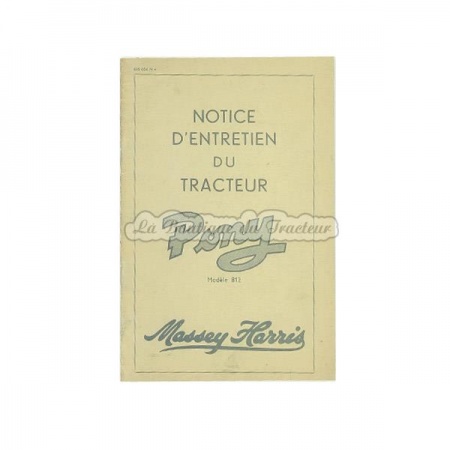 NOTICE
D'ENTRETIEN
DU
TRACTEUR
Pony
La Boutique du Tracteur
Modèle 812
Massey Harris